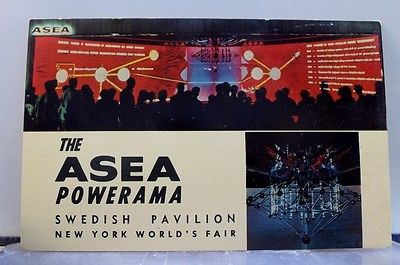 ASEA
THE
ASEA
POWERAMA
SWEDISH PAVILION
NEW YORK WORLD'S FAIR